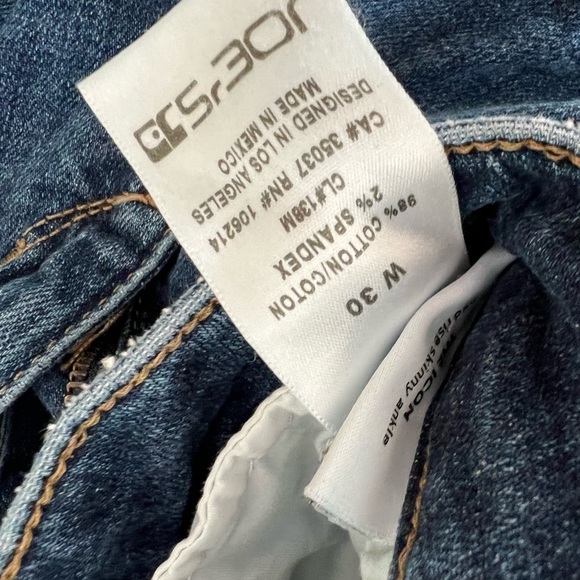 JOE'S
DESIGNED IN LOS ANGELES
MADE IN MEXICO
CA# 35037 RN# 106214
CL#138M
98% COTTON/COTON
2% SPANDEX
W 30
ICON
rise skinny ankle